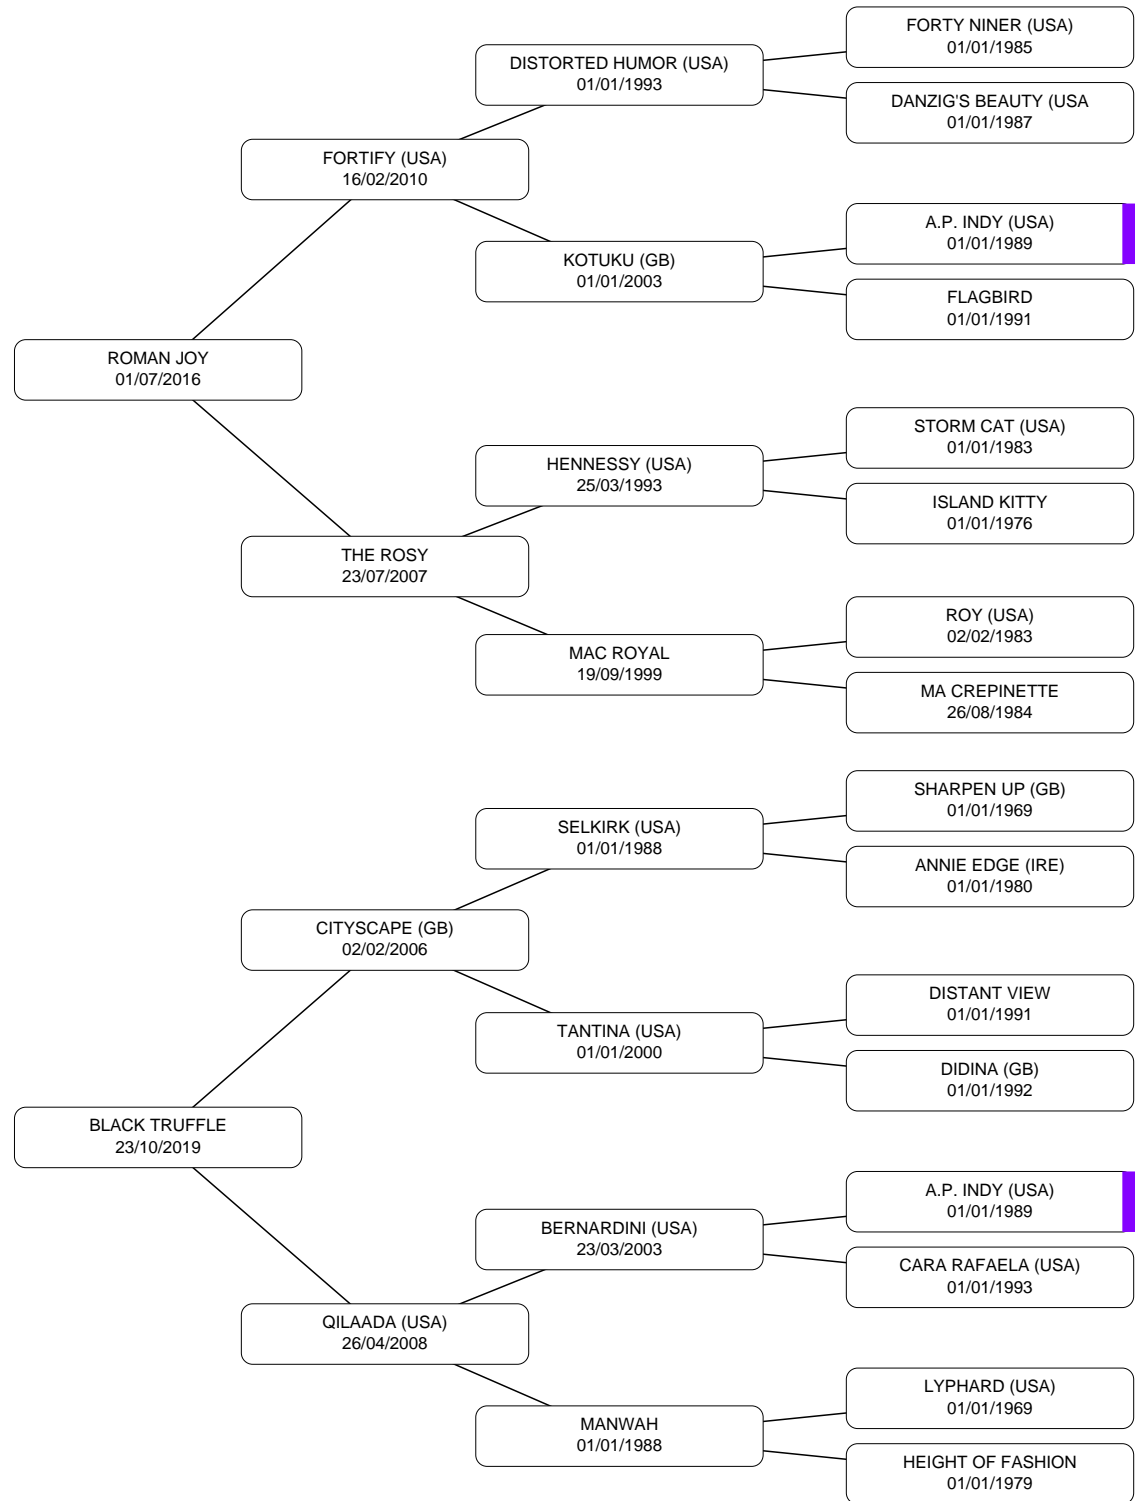 FORTY NINER (USA)
01/01/1985
DISTORTED HUMOR (USA)
01/01/1993
DANZIG'S BEAUTY (USA
01/01/1987
FORTIFY (USA)
16/02/2010
A.P. INDY (USA)
01/01/1989
KOTUKU (GB)
01/01/2003
FLAGBIRD
01/01/1991
ROMAN JOY
01/07/2016
STORM CAT (USA)
01/01/1983
HENNESSY (USA)
25/03/1993
ISLAND KITTY
01/01/1976
THE ROSY
23/07/2007
ROY (USA)
02/02/1983
MAC ROYAL
19/09/1999
MA CREPINETTE
26/08/1984
SHARPEN UP (GB)
01/01/1969
SELKIRK (USA)
01/01/1988
ANNIE EDGE (IRE)
01/01/1980
CITYSCAPE (GB)
02/02/2006
DISTANT VIEW
01/01/1991
TANTINA (USA)
01/01/2000
DIDINA (GB)
01/01/1992
BLACK TRUFFLE
23/10/2019
A.P. INDY (USA)
01/01/1989
BERNARDINI (USA)
23/03/2003
CARA RAFAELA (USA)
01/01/1993
QILAADA (USA)
26/04/2008
LYPHARD (USA)
01/01/1969
MANWAH
01/01/1988
HEIGHT OF FASHION
01/01/1979